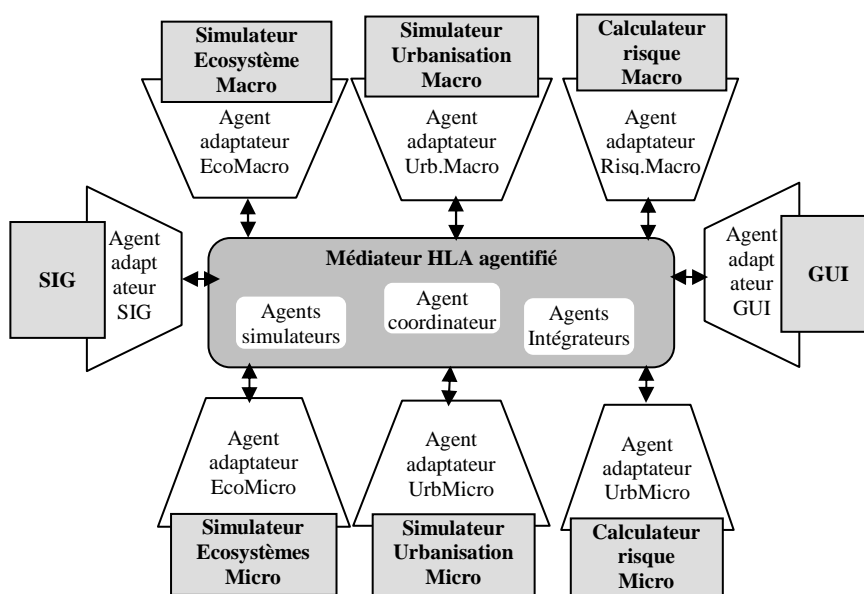 Simulateur
Ecosystème
Macro
Simulateur
Urbanisation
Macro
Calculateur
risque
Macro
Agent
adaptateur
EcoMacro
Agent
adaptateur
Urb.Macro
Agent
adaptateur
Risq.Macro
SIG
Agent
adapt
ateur
SIG
Médiateur HLA agentifié
Agents
simulateurs
Agent
coordinateur
Agents
Intégrateurs
Agent
adapt
ateur
GUI
GUI
Agent
adaptateur
EcoMicro
Agent
adaptateur
UrbMicro
Agent
adaptateur
UrbMicro
Simulateur
Ecosystèmes
Micro
Simulateur
Urbanisation
Micro
Calculateur
risque
Micro